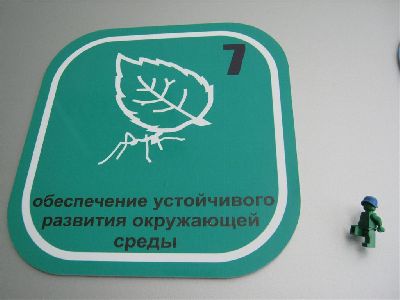 7
обеспечение устойчивого
развития окружающей
среды